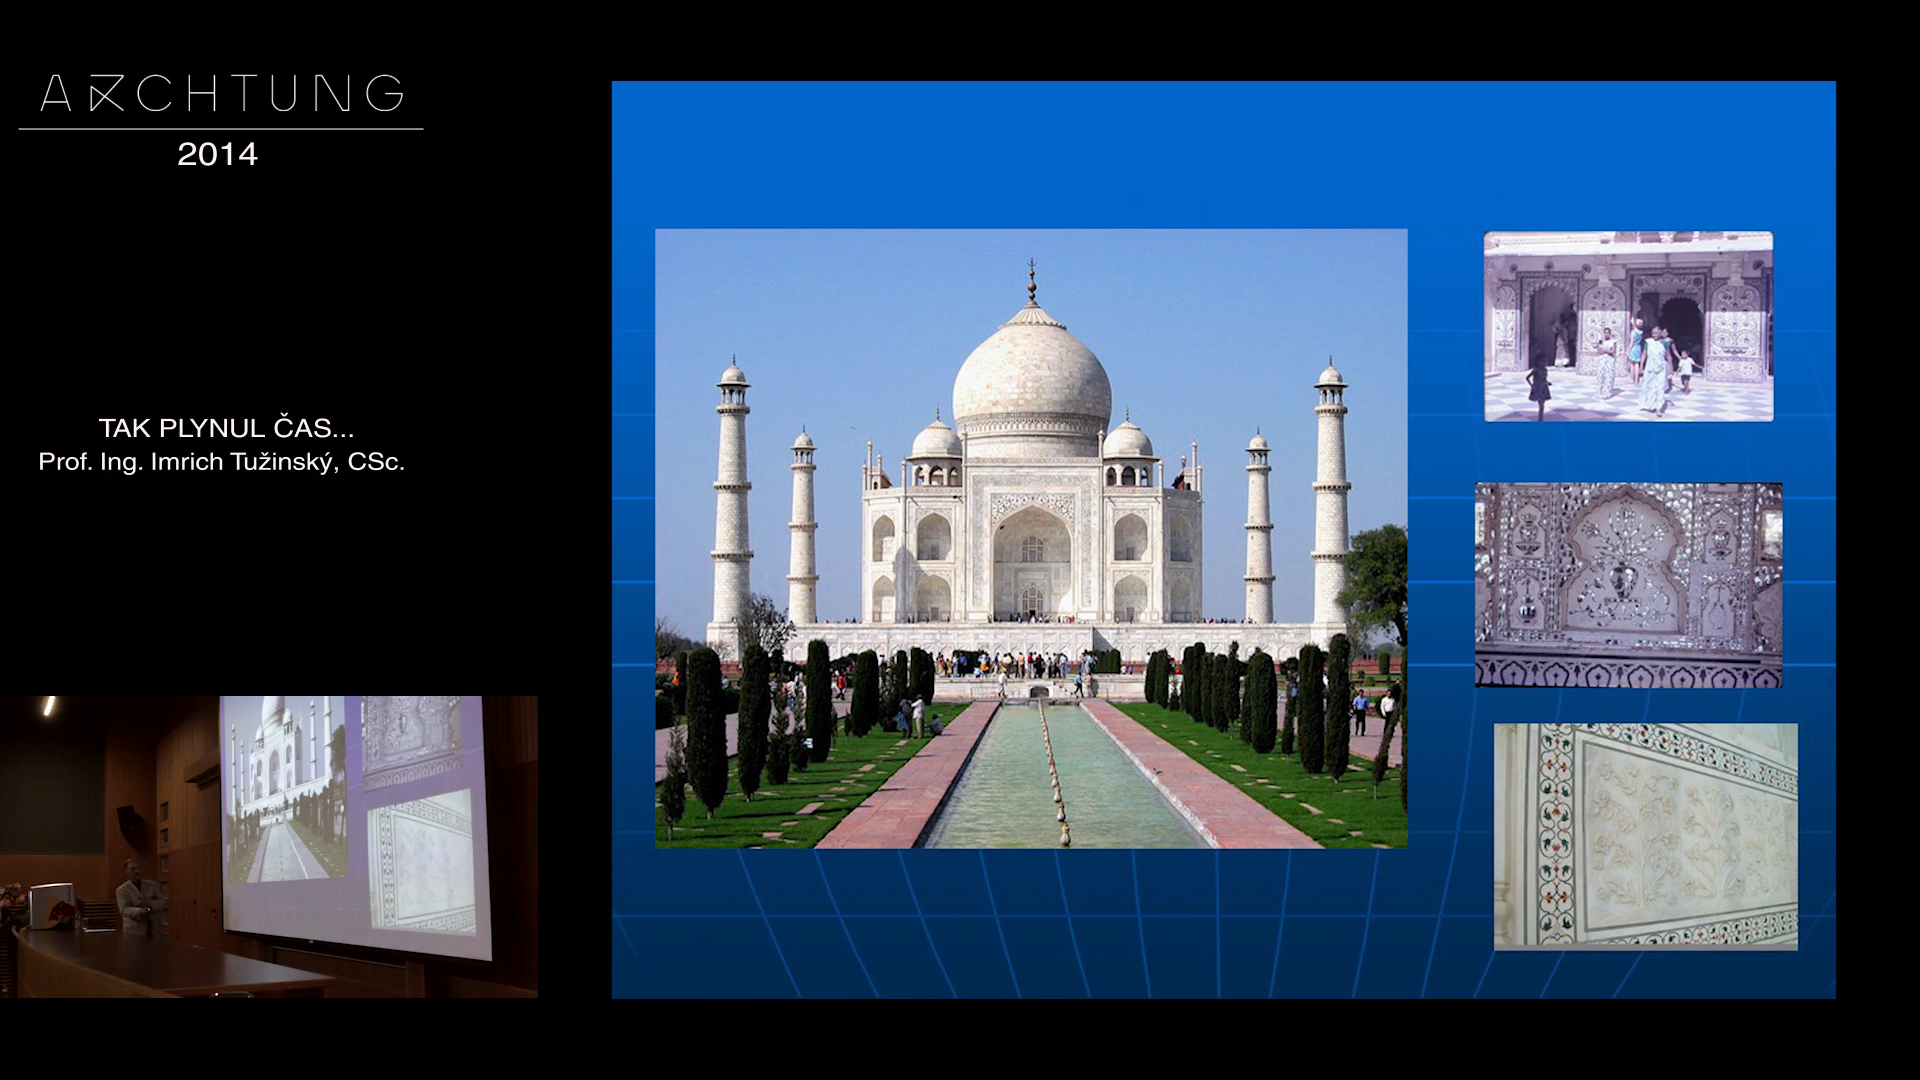 ARCHTUNG
2014
TAK PLYNUL ČAS...
Prof. Ing. Imrich Tužinský, CSc.